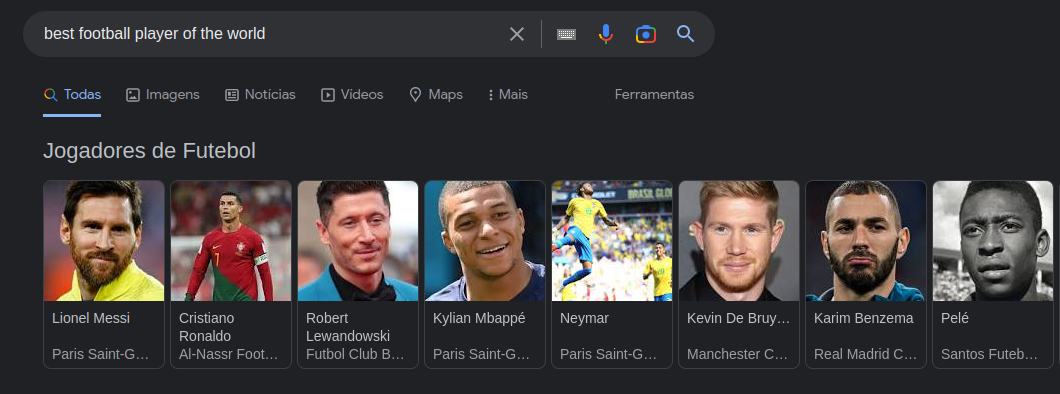 best football player of the world
Todas
Imagens
Notícias
Vídeos
Maps
Mais
Ferramentas
Jogadores de Futebol
Lionel Messi
Paris Saint-G...
Cristiano
Ronaldo
Al-Nassr Foot...
Robert
Lewandowski
Futbol Club B...
Kylian Mbappé
Paris Saint-G...
Neymar
Paris Saint-G...
Kevin De Bruy...
Manchester C...
Karim Benzema
Real Madrid C...
Pelé
Santos Futeb...